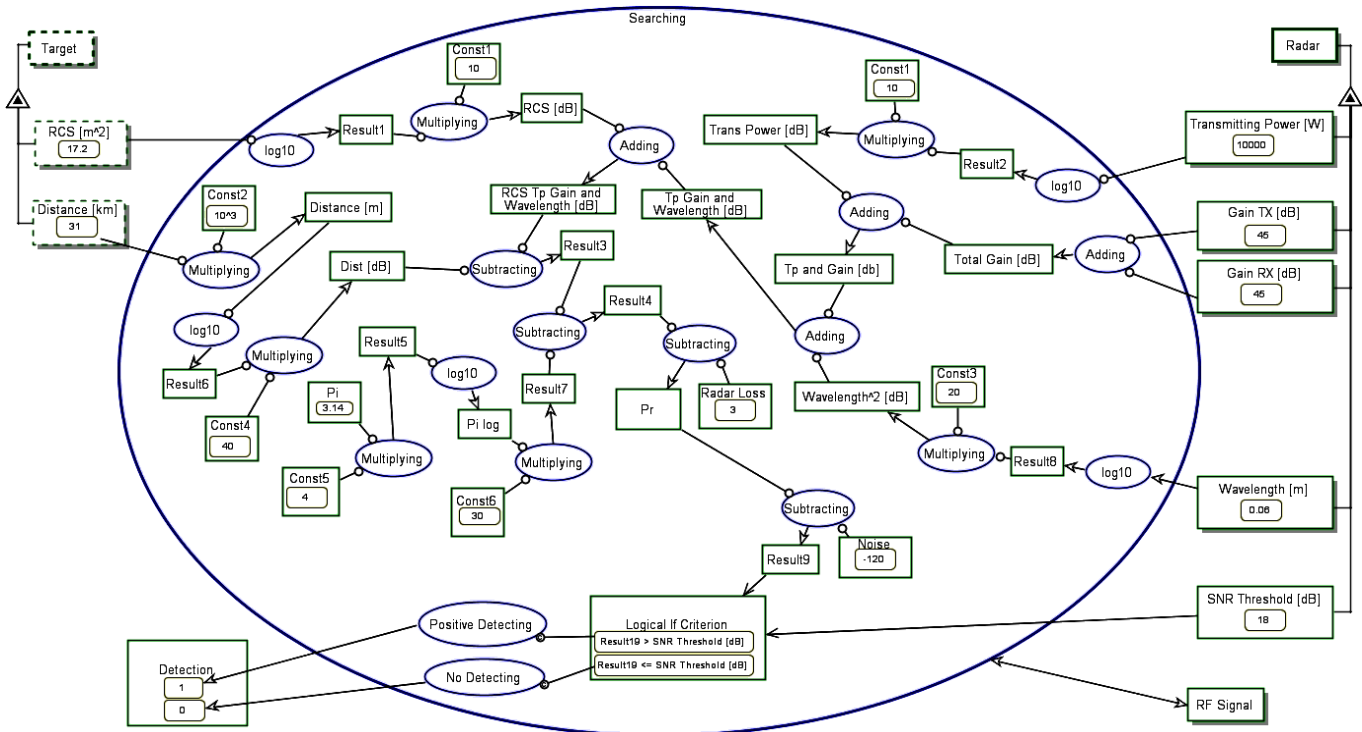 Searching
Target
Radar
Const1
10
RCS [dB]
Const1
10
RCS [m^2]
17.2
log10
Result1
Multiplying
Adding
Trans Power [dB]
Multiplying
Result2
log10
Transmitting Power [W]
10000
Distance [km]
31
Const2
10^3
Distance [m]
RCS Tp Gain and
Wavelength [dB]
Tp Gain and
Wavelength [dB]
Adding
Gain TX [dB]
45
Multiplying
Dist [dB]
Subtracting
Result3
Tp and Gain [db]
Total Gain [dB]
Adding
Gain RX [dB]
45
log10
Result6
Multiplying
Const4
40
Result5
log10
Subtracting
Result4
Subtracting
Adding
Pi
3.14
Pi log
Result7
Pr
Radar Loss
3
Wavelength^2 [dB]
Const3
20
Const5
4
Multiplying
Const6
30
Multiplying
Multiplying
Result8
log10
Wavelength [m]
0.06
Subtracting
Result9
Noise
-120
Positive Detecting
Logical If Criterion
Result19 > SNR Threshold [dB]
Result19 <= SNR Threshold [dB]
SNR Threshold [dB]
18
Detection
1
0
No Detecting
RF Signal